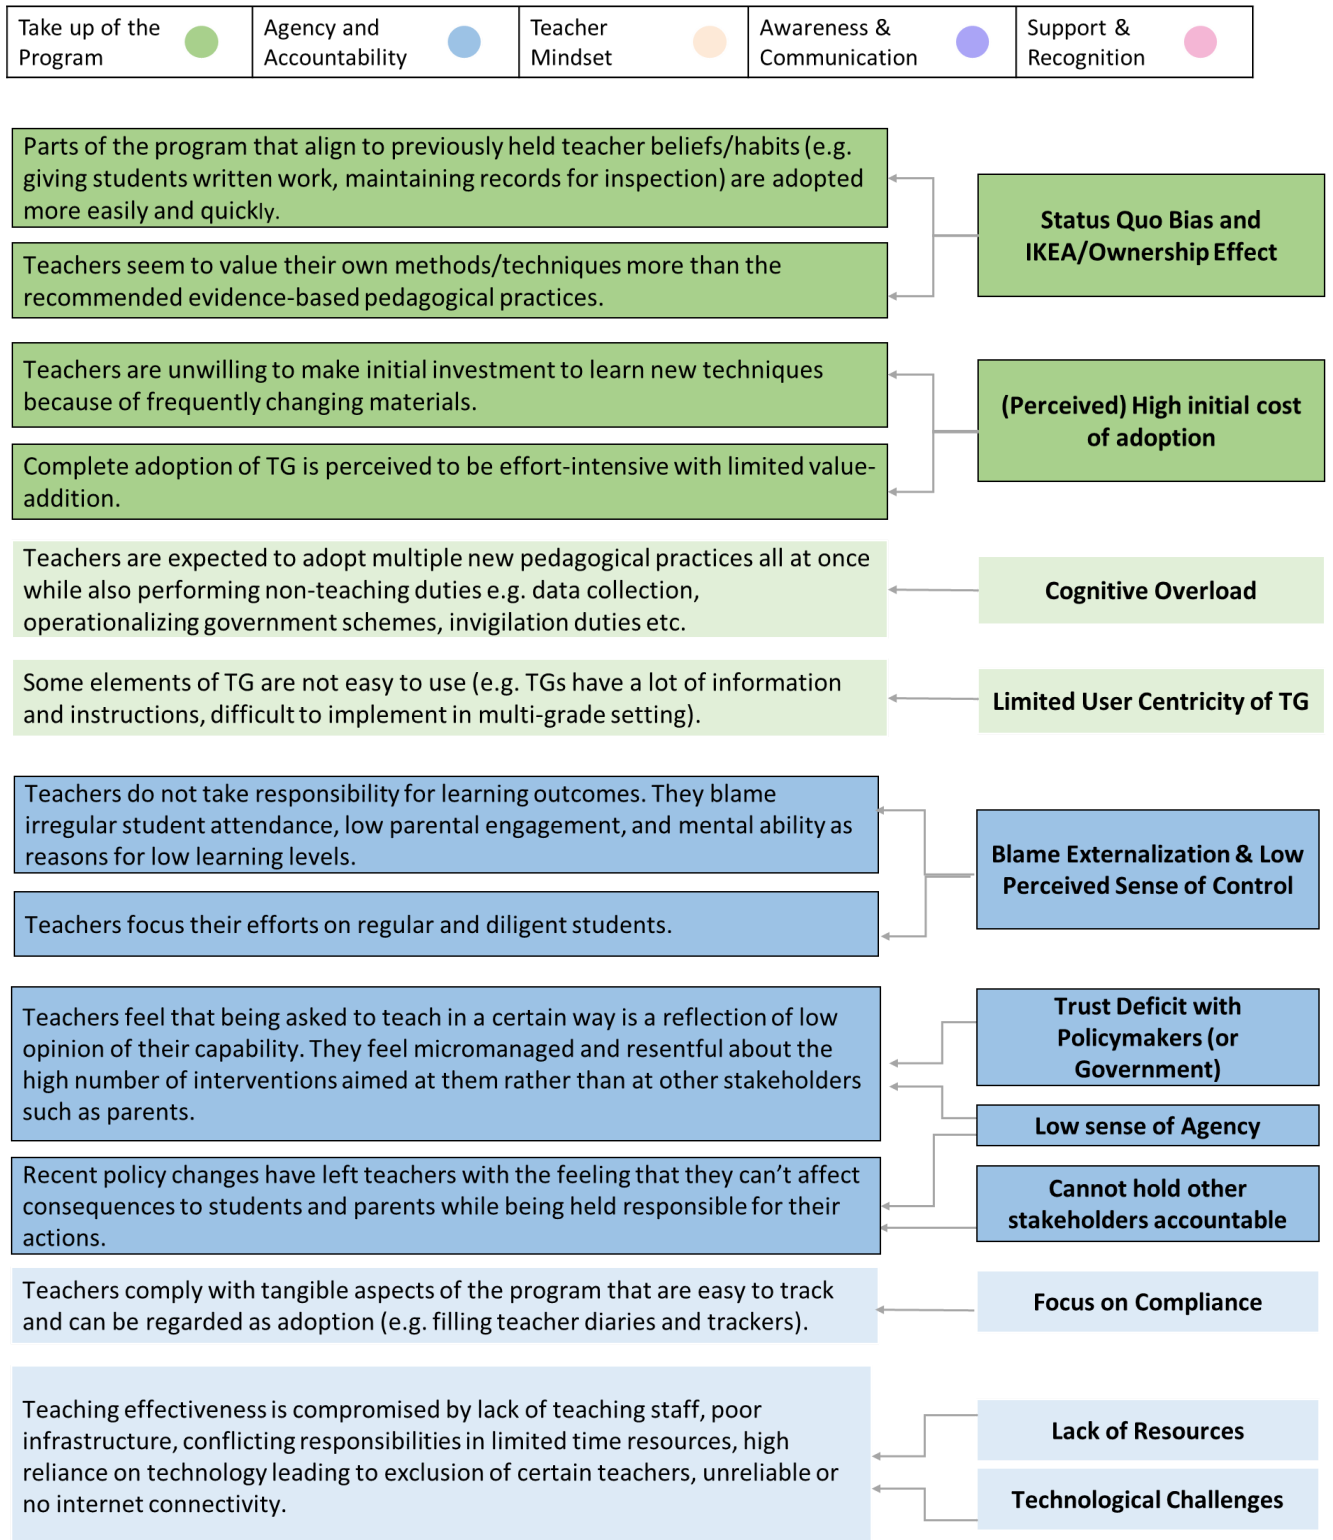 Take up of the
Program
Agency and
Accountability
Teacher
Mindset
Awareness &
Communication
Support &
Recognition
Parts of the program that align to previously held teacher beliefs/habits (e.g.
giving students written work, maintaining records for inspection) are adopted
more easily and quickly.
Status Quo Bias and
IKEA/Ownership Effect
Teachers seem to value their own methods/techniques more than the
recommended evidence-based pedagogical practices.
Teachers are unwilling to make initial investment to learn new techniques
because of frequently changing materials.
(Perceived) High initial cost
of adoption
Complete adoption of TG is perceived to be effort-intensive with limited value-
addition.
Teachers are expected to adopt multiple new pedagogical practices all at once
while also performing non-teaching duties e.g. data collection,
operationalizing government schemes, invigilation duties etc.
Cognitive Overload
Some elements of TG are not easy to use (e.g. TGs have a lot of information
and instructions, difficult to implement in multi-grade setting).
Limited User Centricity of TG
Teachers do not take responsibility for learning outcomes. They blame
irregular student attendance, low parental engagement, and mental ability as
reasons for low learning levels.
Blame Externalization & Low
Perceived Sense of Control
Teachers focus their efforts on regular and diligent students.
Teachers feel that being asked to teach in a certain way is a reflection of low
opinion of their capability. They feel micromanaged and resentful about the
high number of interventions aimed at them rather than at other stakeholders
such as parents.
Trust Deficit with
Policymakers (or
Government)
Low sense of Agency
Recent policy changes have left teachers with the feeling that they can't affect
consequences to students and parents while being held responsible for their
actions.
Cannot hold other
stakeholders accountable
Teachers comply with tangible aspects of the program that are easy to track
and can be regarded as adoption (e.g. filling teacher diaries and trackers).
Focus on Compliance
Teaching effectiveness is compromised by lack of teaching staff, poor
infrastructure, conflicting responsibilities in limited time resources, high
reliance on technology leading to exclusion of certain teachers, unreliable or
no internet connectivity.
Lack of Resources
Technological Challenges